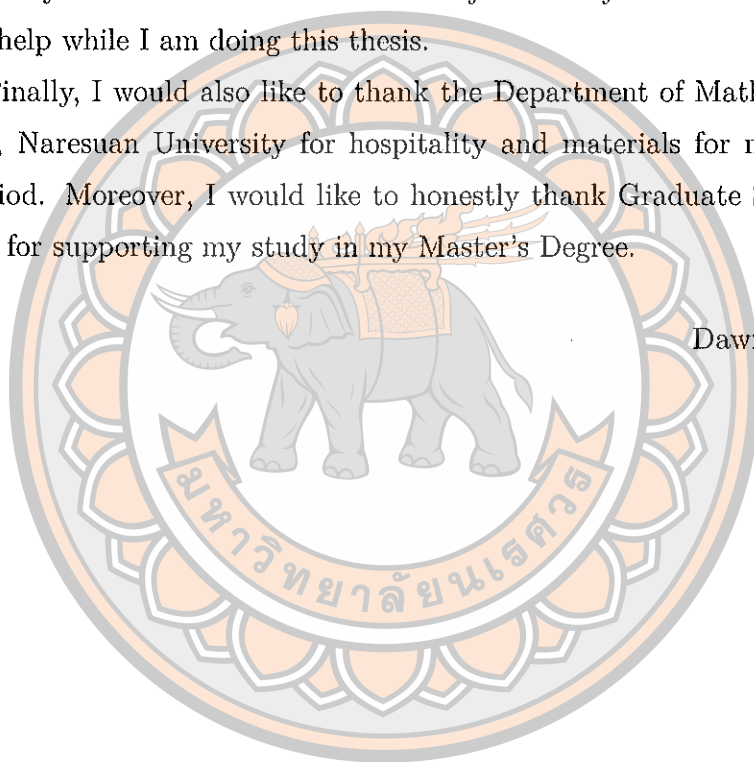 help while I am doing this thesis.
inally, I would also like to thank the Department of Math
, Naresuan University for hospitality and materials for
iod. Moreover, I would like to honestly thank Graduate
for supporting my study in my Master's Degree.
Daw
มหาวิทยาลัยนเรศวร